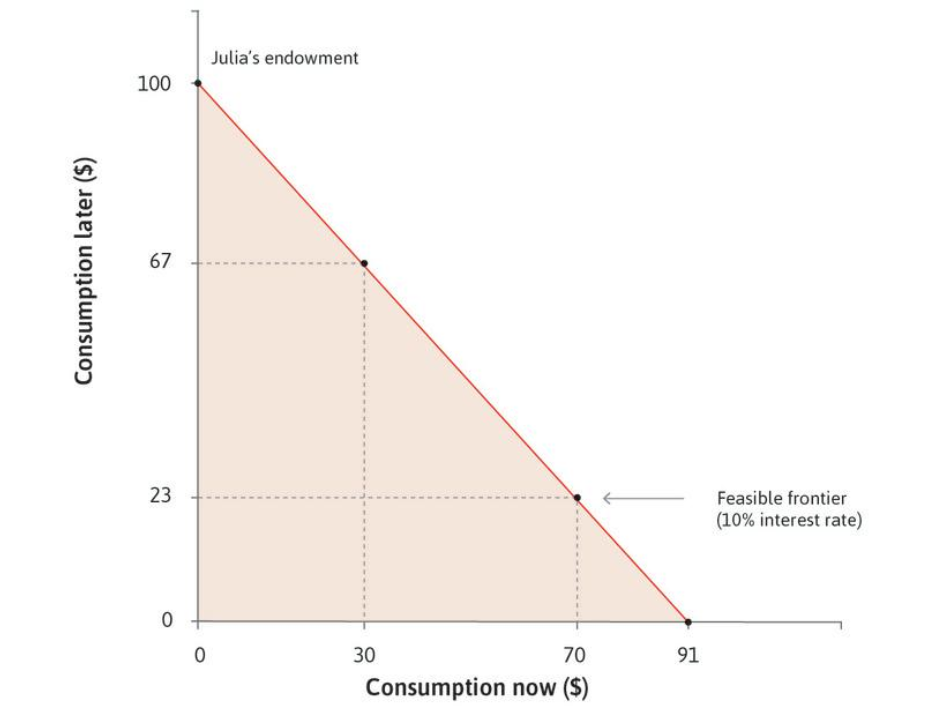 Julia's endowment
100
67
23
0
Consumption later ($)
Feasible frontier
(10% interest rate)
0
30
70
91
Consumption now ($)